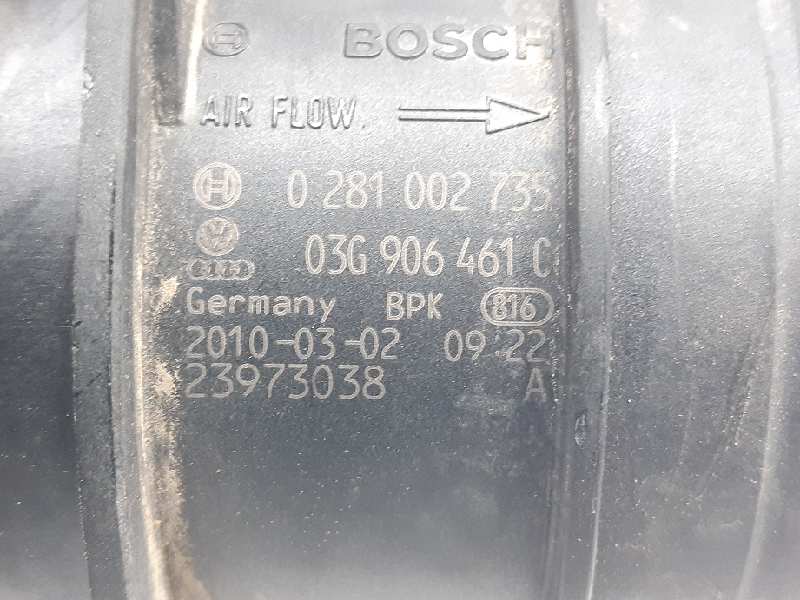 BOSCH
AIR FLOW.
0 281 002 735
03G 906 461 C
Germany BPK 816
2010-03-02 09:22
23973038 A